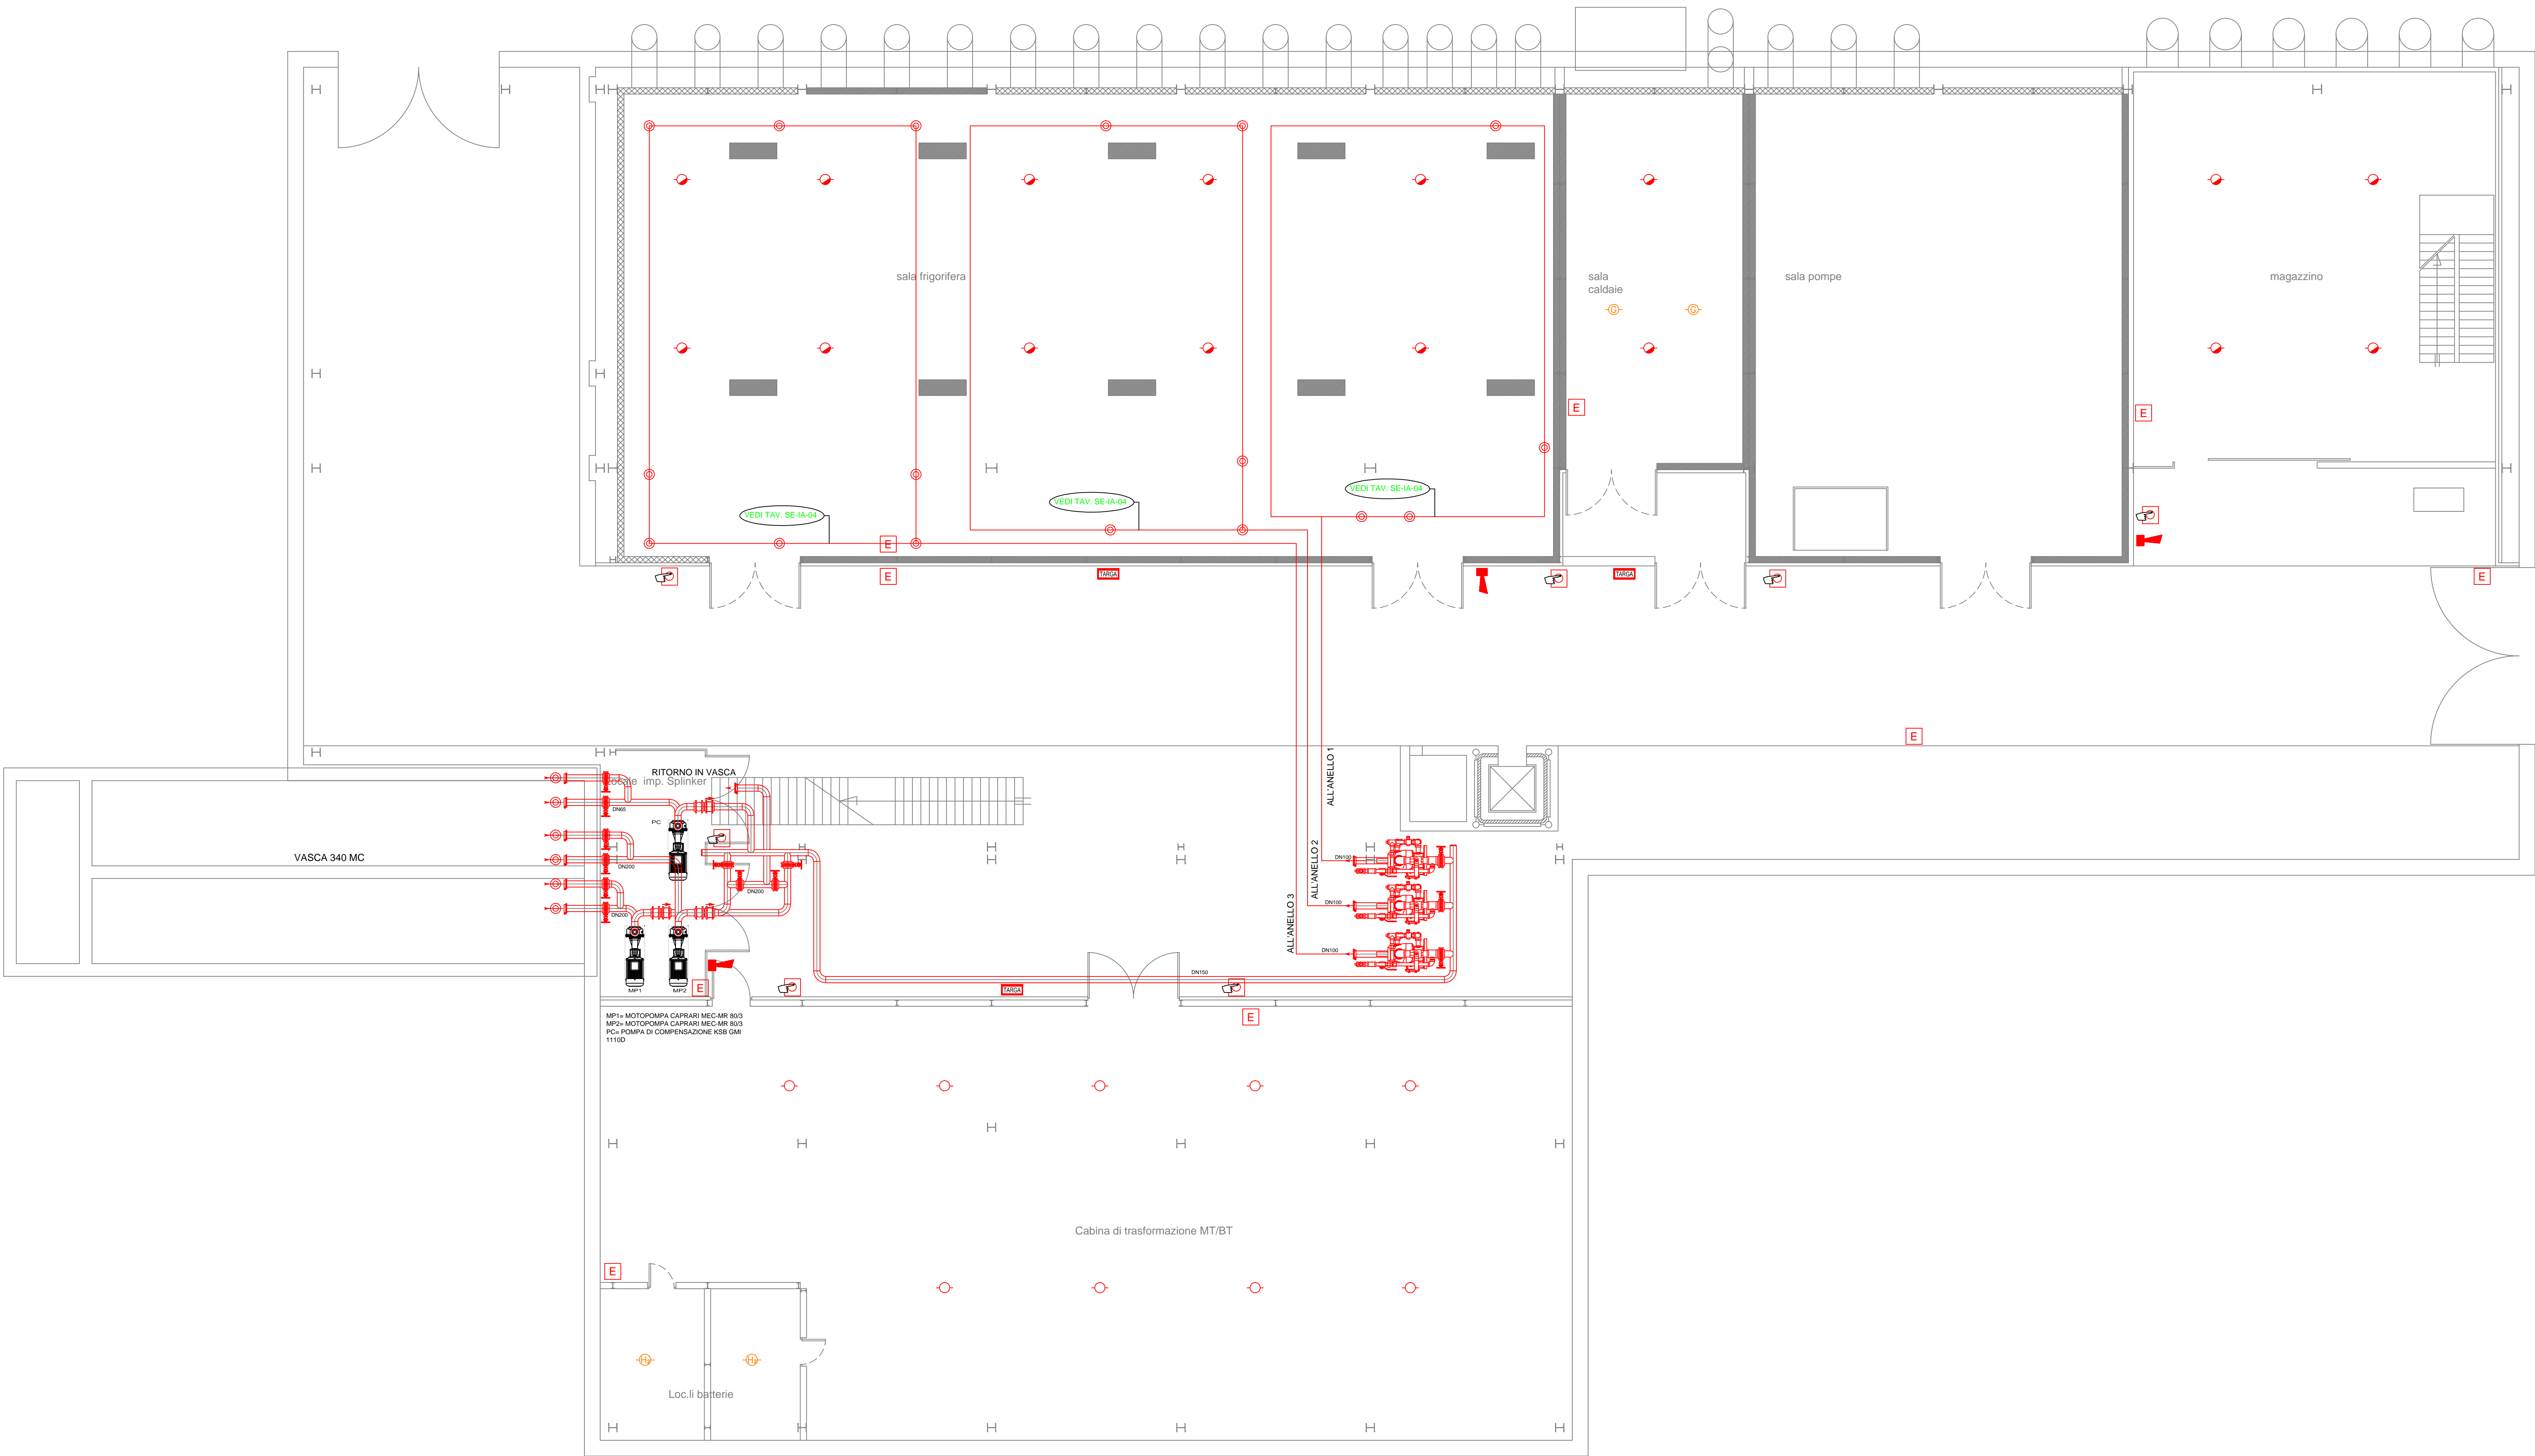 sala frigorifera
sala
caldaie
sala pompe
magazzino
G
G
E
E
VEDI TAV. SE-IA-04
VEDI TAV. SE-IA-04
VEDI TAV. SE-IA-04
E
E
TARGA
TARGA
E
E
ALL'ANELLO 1
ALL'ANELLO 2
ALL'ANELLO 3
RITORNO IN VASCA
Locale imp. Splinker
DN65
PC
VASCA 340 MC
DN200
DN200
DN200
DN100
DN100
DN100
DN150
MP1
MP2
E
TARGA
E
MP1= MOTOPOMPA CAPRARI MEC-MR 80/3
MP2= MOTOPOMPA CAPRARI MEC-MR 80/3
PC= POMPA DI COMPENSAZIONE KSB GMI
1110D
Cabina di trasformazione MT/BT
E
H₂
H₂
Loc.li batterie